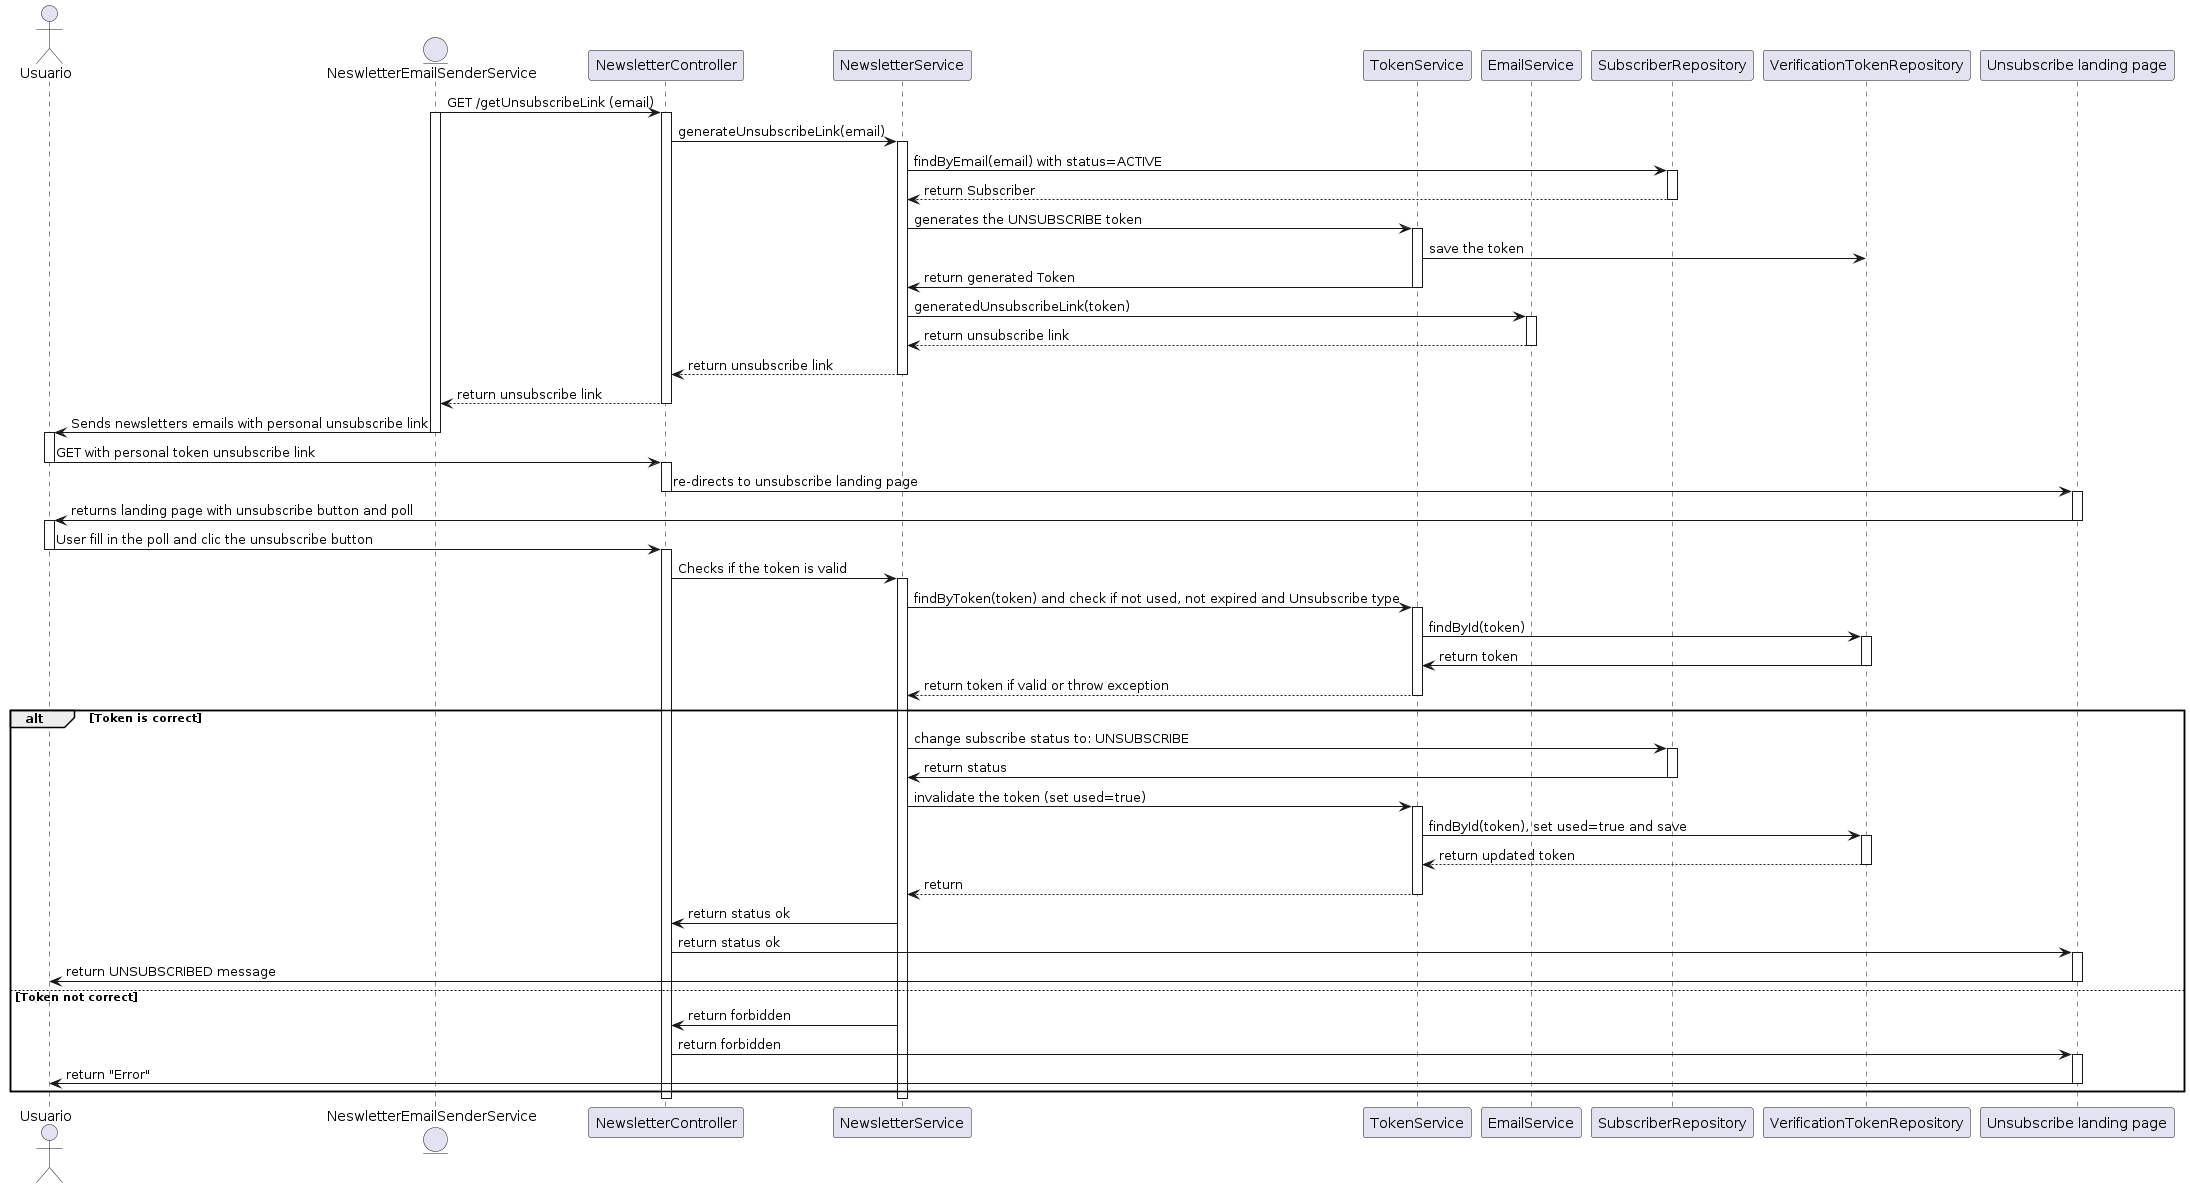 Usuario
NeswletterEmailSenderService
NewsletterController
NewsletterService
TokenService
EmailService
SubscriberRepository
VerificationTokenRepository
Unsubscribe landing page
GET /getUnsubscribeLink (email)
generateUnsubscribeLink(email)
findByEmail(email) with status=ACTIVE
return Subscriber
generates the UNSUBSCRIBE token
save the token
return generated Token
generatedUnsubscribeLink(token)
return unsubscribe link
return unsubscribe link
return unsubscribe link
Sends newsletters emails with personal unsubscribe link
GET with personal token unsubscribe link
re-directs to unsubscribe landing page
returns landing page with unsubscribe button and poll
User fill in the poll and clic the unsubscribe button
Checks if the token is valid
findByToken(token) and check if not used, not expired and Unsubscribe type
findById(token)
return token
return token if valid or throw exception
alt [Token is correct]
change subscribe status to: UNSUBSCRIBE
return status
invalidate the token (set used=true)
findById(token), set used=true and save
return updated token
return
return status ok
return status ok
return UNSUBSCRIBED message
[Token not correct]
return forbidden
return forbidden
return "Error"
Usuario
NeswletterEmailSenderService
NewsletterController
NewsletterService
TokenService
EmailService
SubscriberRepository
VerificationTokenRepository
Unsubscribe landing page